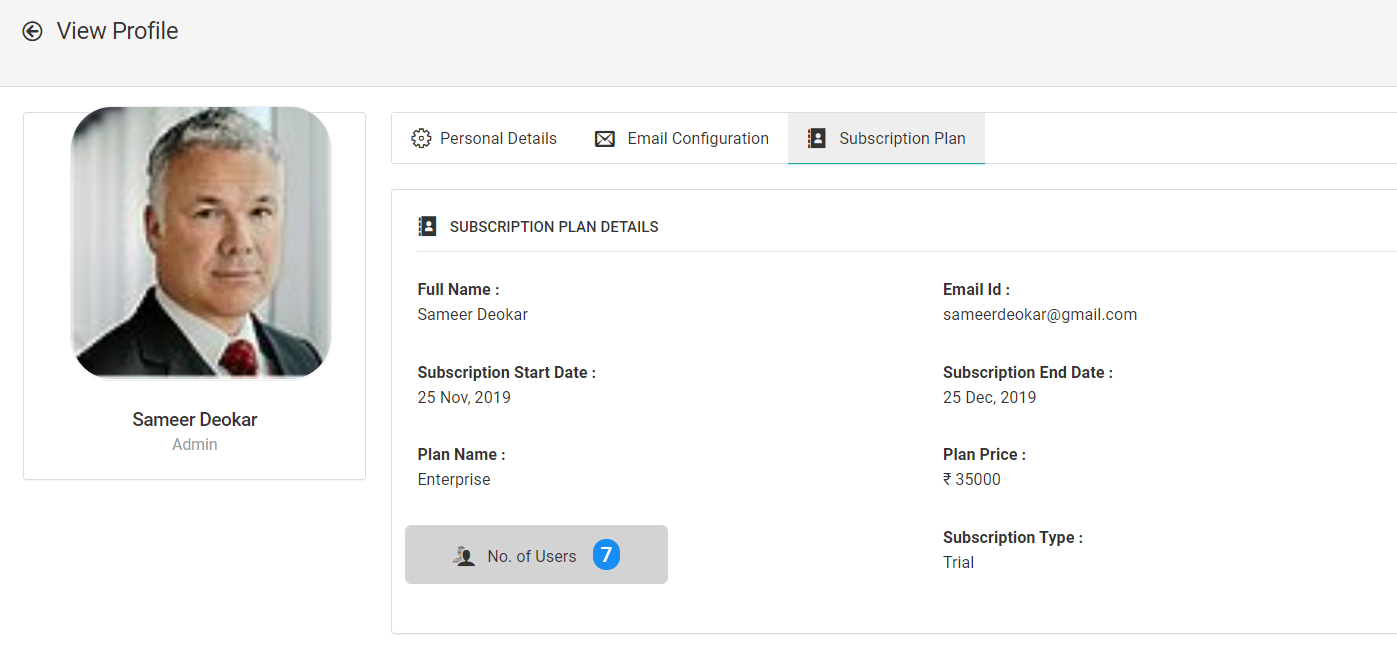 View Profile
Personal Details
Email Configuration
Subscription Plan
Sameer Deokar
Admin
SUBSCRIPTION PLAN DETAILS
Full Name :
Sameer Deokar
Email Id :
sameerdeokar@gmail.com
Subscription Start Date :
25 Nov, 2019
Subscription End Date :
25 Dec, 2019
Plan Name :
Enterprise
Plan Price :
₹ 35000
No. of Users 7
Subscription Type :
Trial